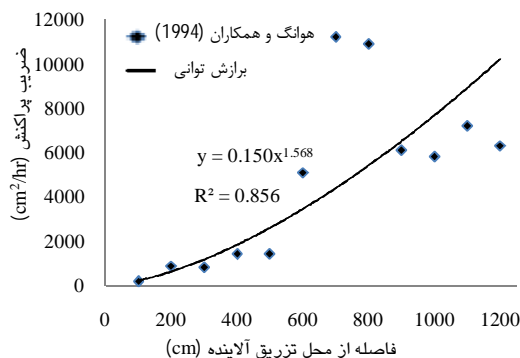 12000
10000
8000
6000
4000
2000
0
ضریب پراکنش (cm²/hr)
هوانگ و همکاران (1994)
برازش توانی
y = 0.150x^1.568
R² = 0.856
0 200 400 600 800 1000 1200
فاصله از محل تزریق آلاینده (cm)